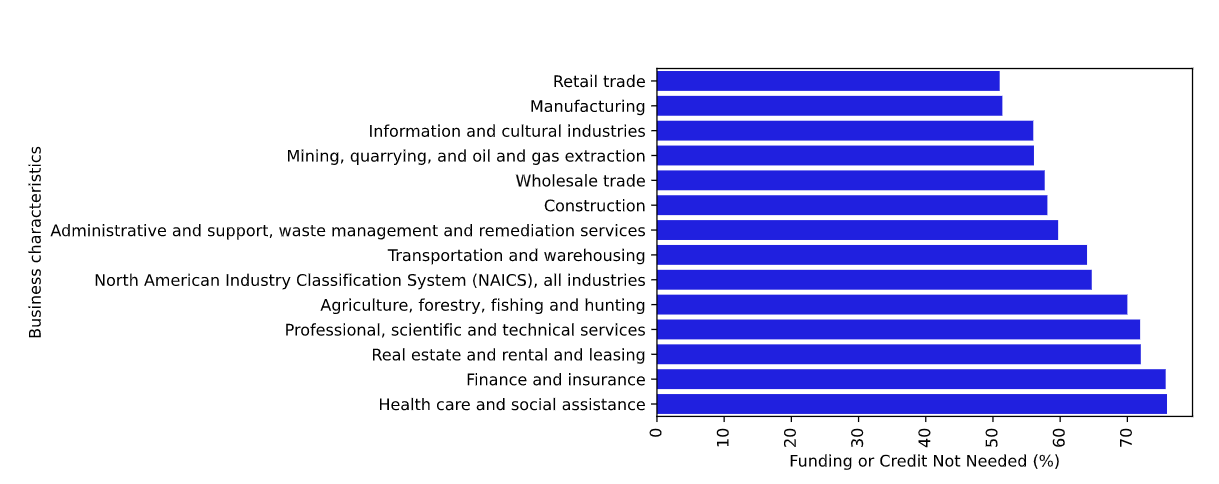 Business characteristics
Retail trade
Manufacturing
Information and cultural industries
Mining, quarrying, and oil and gas extraction
Wholesale trade
Construction
Administrative and support, waste management and remediation services
Transportation and warehousing
North American Industry Classification System (NAICS), all industries
Agriculture, forestry, fishing and hunting
Professional, scientific and technical services
Real estate and rental and leasing
Finance and insurance
Health care and social assistance
0 10 20 30 40 50 60 70
Funding or Credit Not Needed (%)